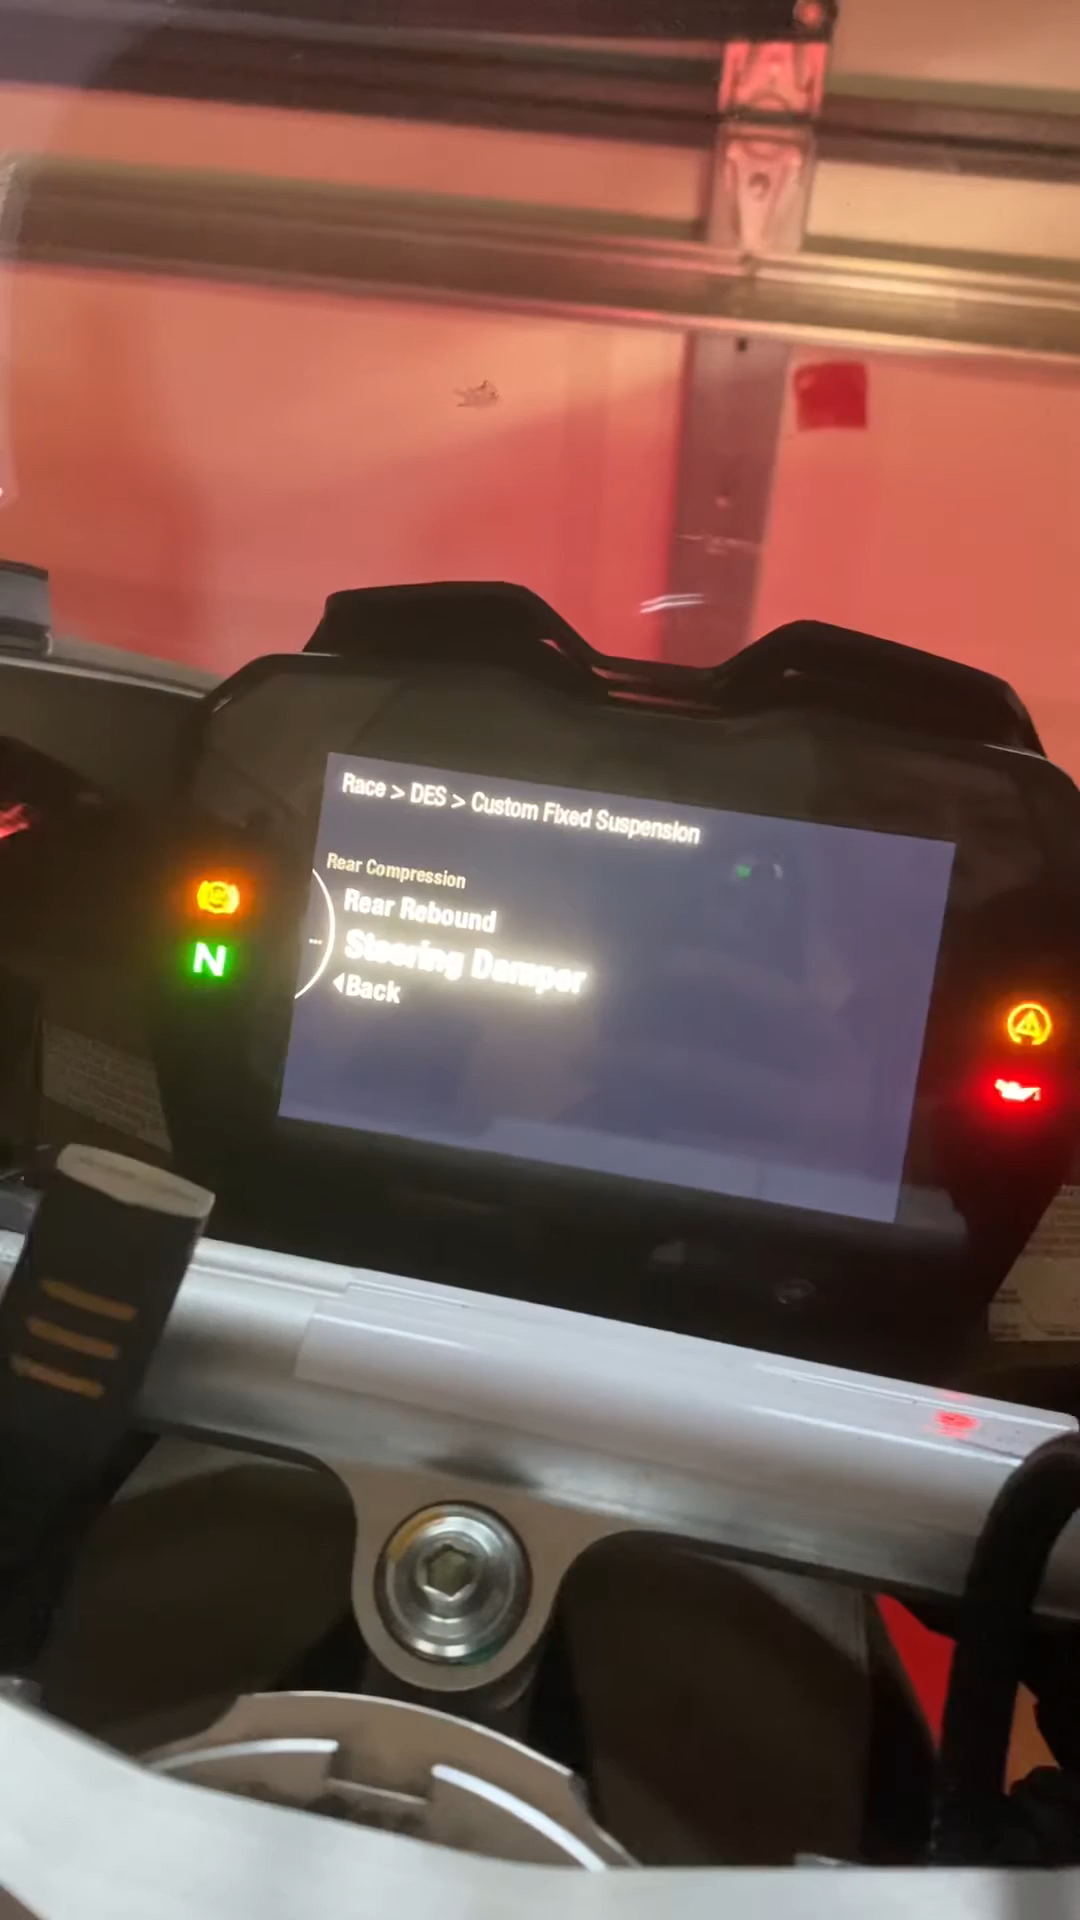 Race > DES > Custom Fixed Suspension
Rear Compression
Rear Rebound
Steering Damper
Back
N